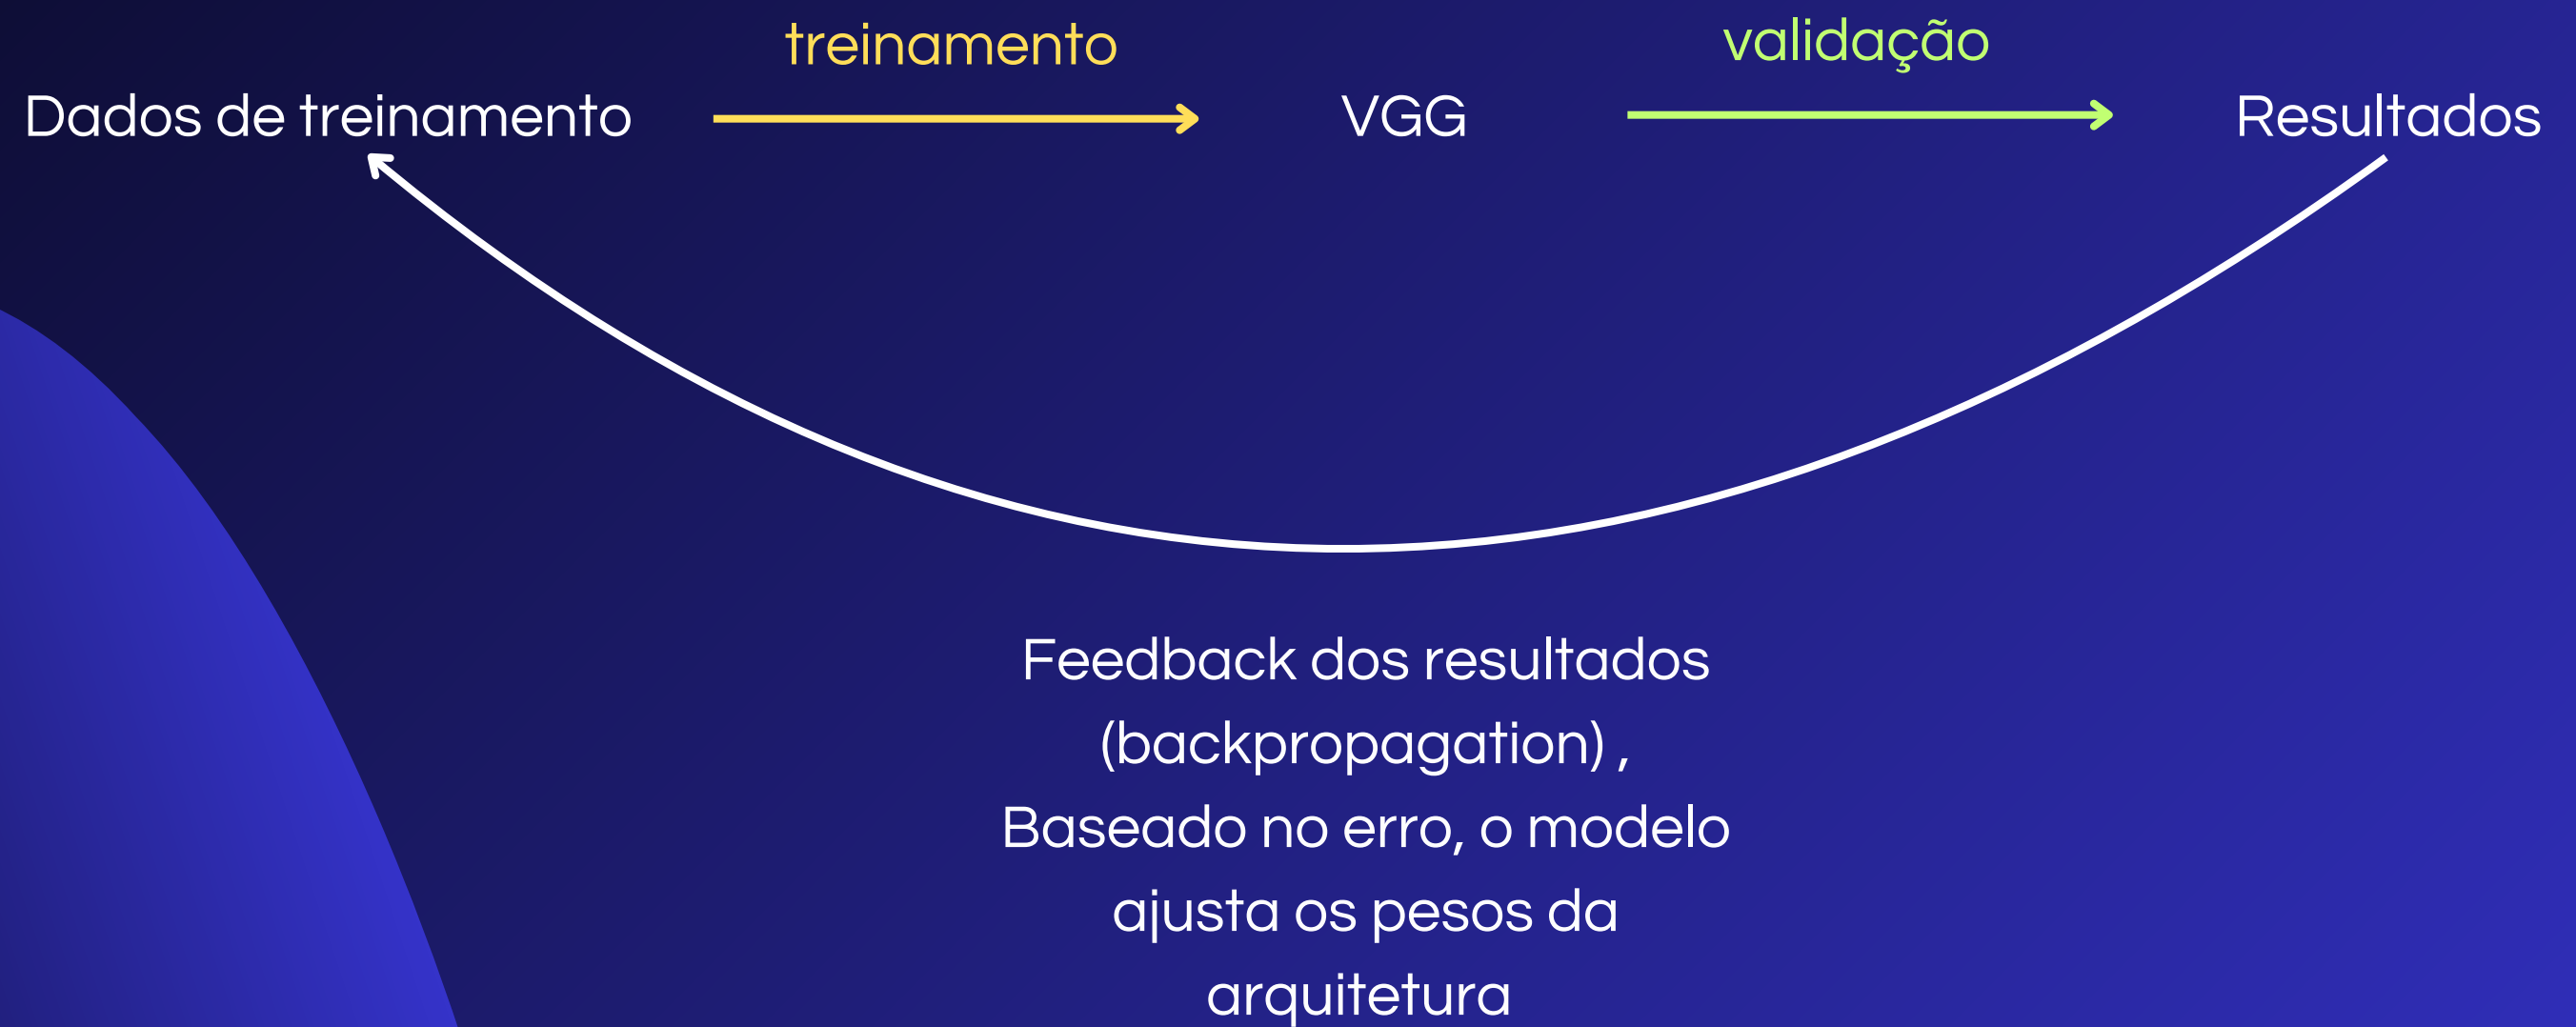 treinamento
validação
Dados de treinamento
VGG
Resultados
Feedback dos resultados
(backpropagation) ,
Baseado no erro, o modelo
ajusta os pesos da
arquitetura